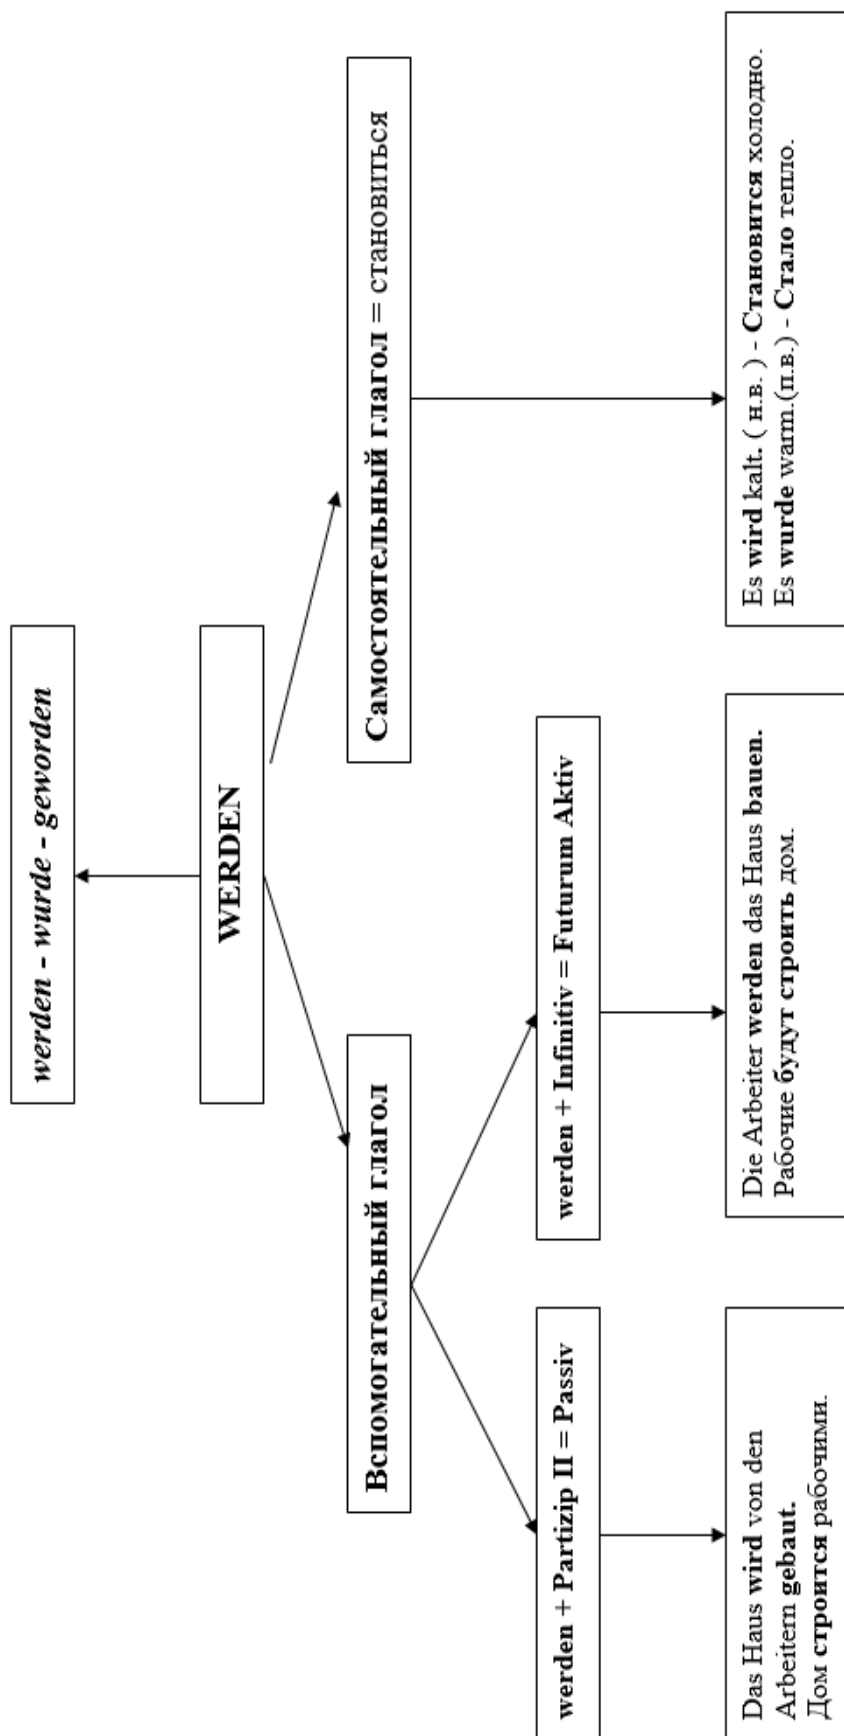 werden - wurde - geworden
WERDEN
Вспомогательный глагол
Самостоятельный глагол = становиться
werden + Partizip II = Passiv
werden + Infinitiv = Futurum Aktiv
Das Haus wird von den
Arbeitern gebaut.
Дом строится рабочими.
Die Arbeiter werden das Haus bauen.
Рабочие будут строить дом.
Es wird kalt. ( н.в. ) - Становится холодно.
Es wurde warm.(п.в.) - Стало тепло.